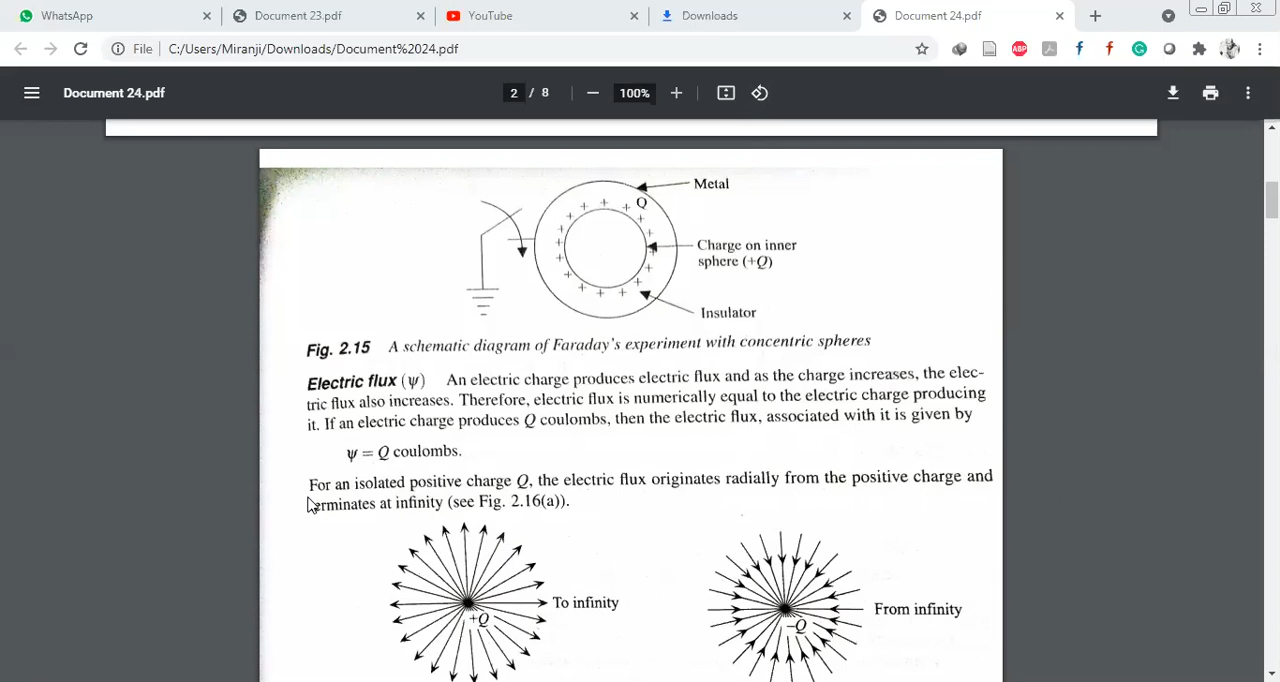 WhatsApp
Document 23.pdf
YouTube
Downloads
Document 24.pdf
File
C:/Users/Miranji/Downloads/Document%2024.pdf
ABP
Document 24.pdf
2 / 8
100%
Metal
Q
Charge on inner
sphere (+Q)
Insulator
Fig. 2.15 A schematic diagram of Faraday's experiment with concentric spheres
Electric flux (ψ) An electric charge produces electric flux and as the charge increases, the elec-
tric flux also increases. Therefore, electric flux is numerically equal to the electric charge producing
it. If an electric charge produces Q coulombs, then the electric flux, associated with it is given by
ψ = Q coulombs.
For an isolated positive charge Q, the electric flux originates radially from the positive charge and
terminates at infinity (see Fig. 2.16(a)).
To infinity
+Q
From infinity
–Q